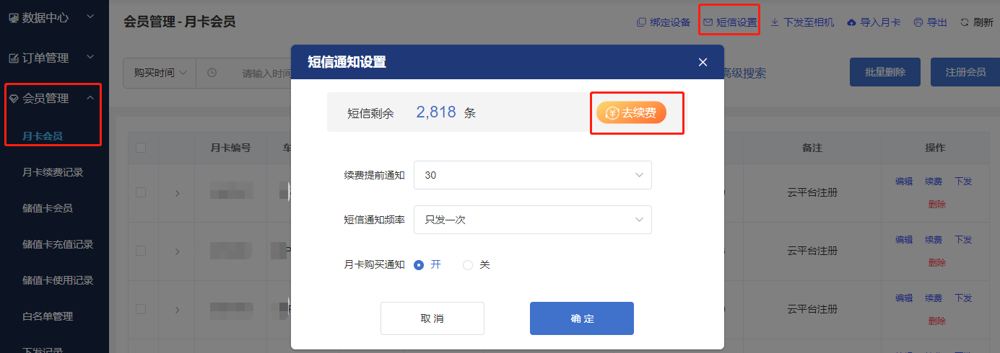 数据中心
订单管理
会员管理
月卡会员
月卡续费记录
储值卡会员
储值卡充值记录
储值卡使用记录
白名单管理
下发记录
会员管理 - 月卡会员
绑定设备
短信设置
下发至相机
导入月卡
导出
刷新
购买时间
请输入时间
高级搜索
批量删除
注册会员
月卡编号
车
备注
操作
云平台注册
编辑 续费 下发
删除
云平台注册
编辑 续费 下发
删除
云平台注册
编辑 续费 下发
删除
短信通知设置
短信剩余 2,818 条
去续费
续费提前通知 30
短信通知频率 只发一次
月卡购买通知 开 关
取 消
确 定